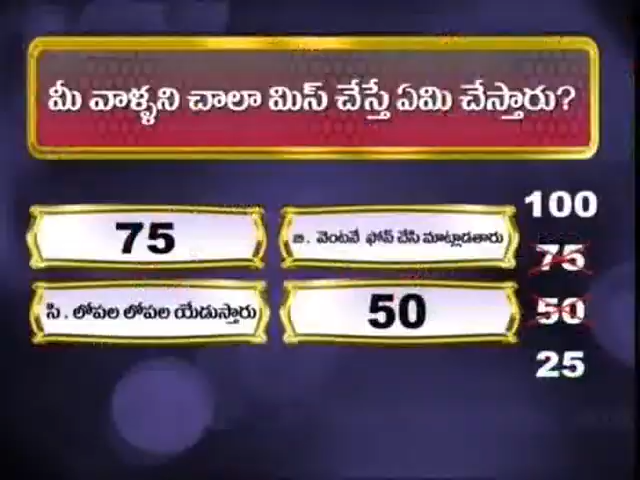 మీ వాళ్ళని చాలా మిస్ చేస్తే ఏమి చేస్తారు?
100
75
బి. వెంటనే ఫోన్ చేసి మాట్లాడతారు
75
సి. లోపల లోపల యేడుస్తారు
50
50
25